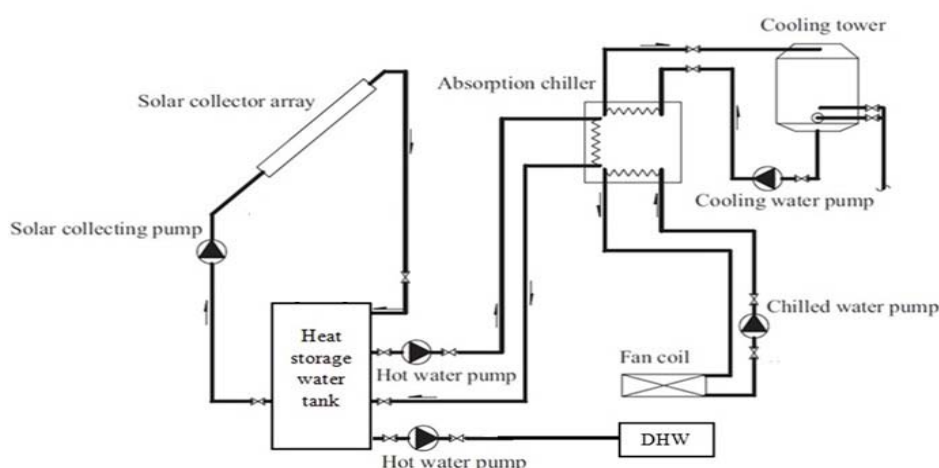 Cooling tower
Absorption chiller
Solar collector array
Cooling water pump
Solar collecting pump
Chilled water pump
Heat
storage
water
tank
Fan coil
Hot water pump
DHW
Hot water pump